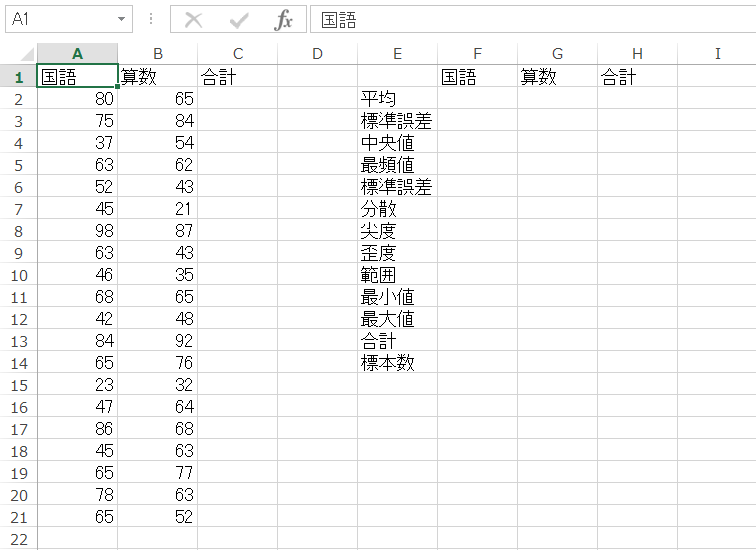 A1 fx 国語
A B C D E F G H I
1 国語 算数 合計 国語 算数 合計
2 80 65 平均
3 75 84 標準誤差
4 37 54 中央値
5 63 62 最頻値
6 52 43 標準誤差
7 45 21 分散
8 98 87 尖度
9 63 43 歪度
10 46 35 範囲
11 68 65 最小値
12 42 48 最大値
13 84 92 合計
14 65 76 標本数
15 23 32
16 47 64
17 86 68
18 45 63
19 65 77
20 78 63
21 65 52
22